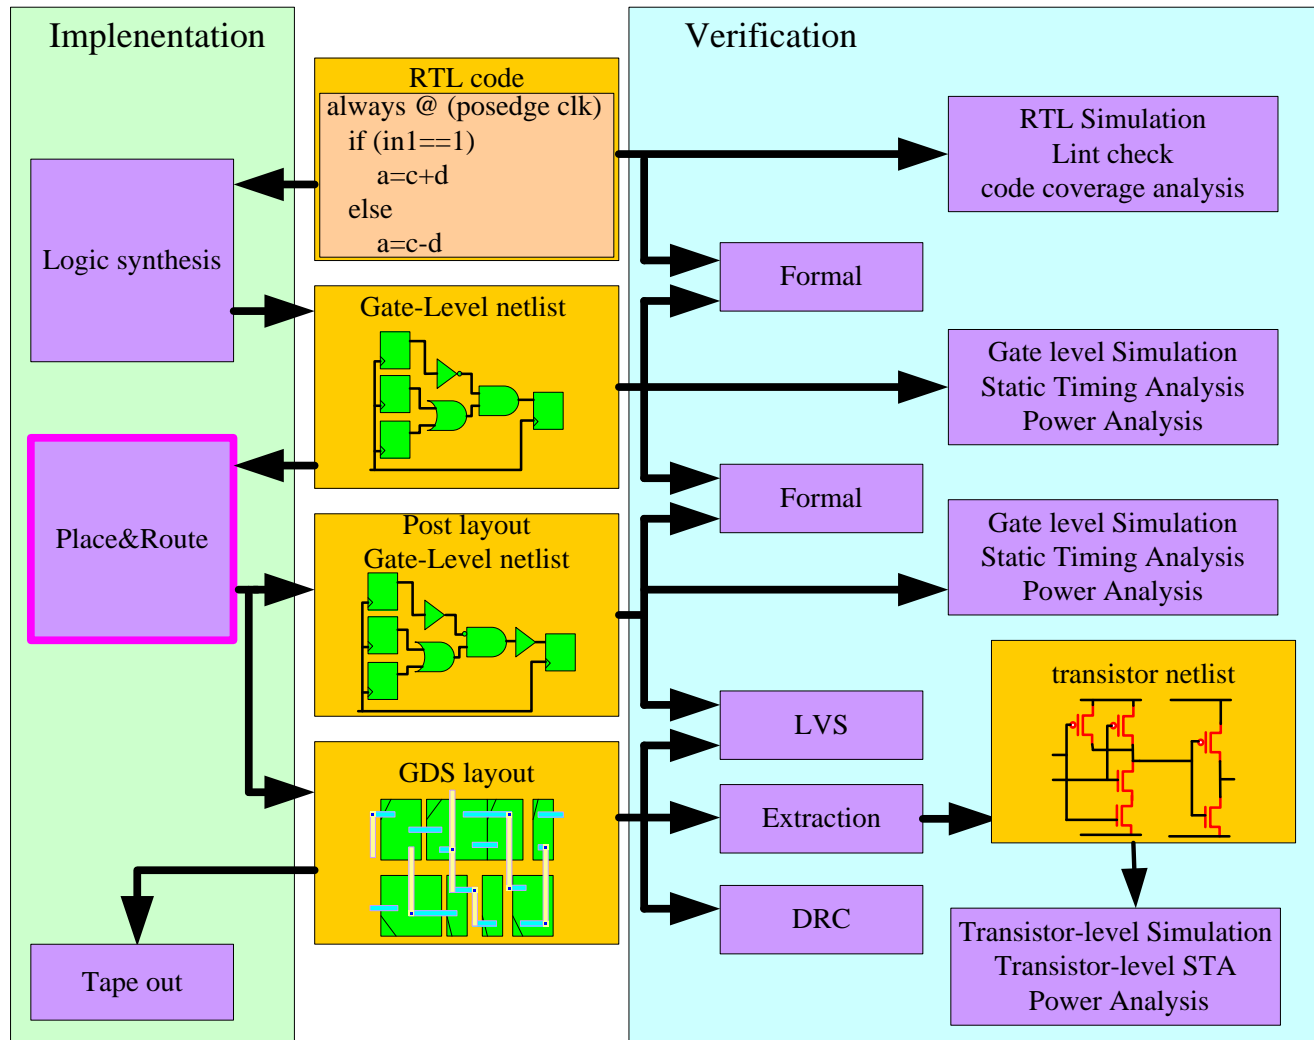 Implenentation
Verification
RTL code
always @ (posedge clk)
if (in1==1)
a=c+d
else
a=c-d
RTL Simulation
Lint check
code coverage analysis
Logic synthesis
Formal
Gate-Level netlist
Gate level Simulation
Static Timing Analysis
Power Analysis
Place&Route
Formal
Post layout
Gate-Level netlist
Gate level Simulation
Static Timing Analysis
Power Analysis
transistor netlist
LVS
GDS layout
Extraction
DRC
Transistor-level Simulation
Transistor-level STA
Power Analysis
Tape out